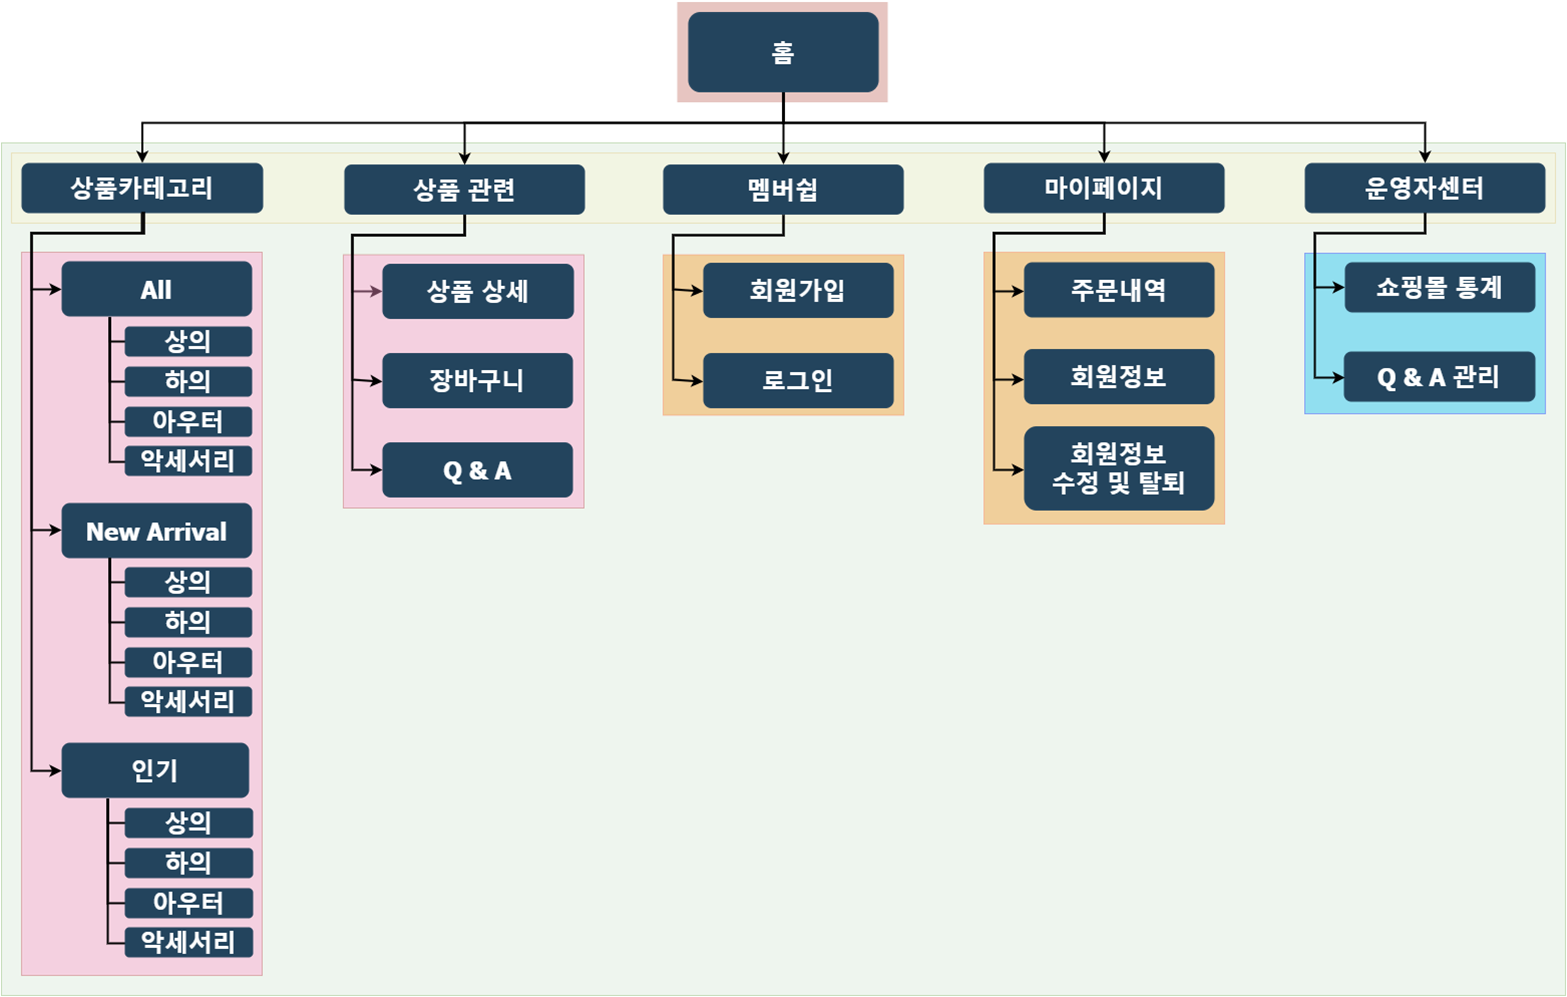 홈
상품카테고리
상품 관련
멤버쉽
마이페이지
운영자센터
All
상의
하의
아우터
악세서리
New Arrival
상의
하의
아우터
악세서리
인기
상의
하의
아우터
악세서리
상품 상세
장바구니
Q & A
회원가입
로그인
주문내역
회원정보
회원정보
수정 및 탈퇴
쇼핑몰 통계
Q & A 관리